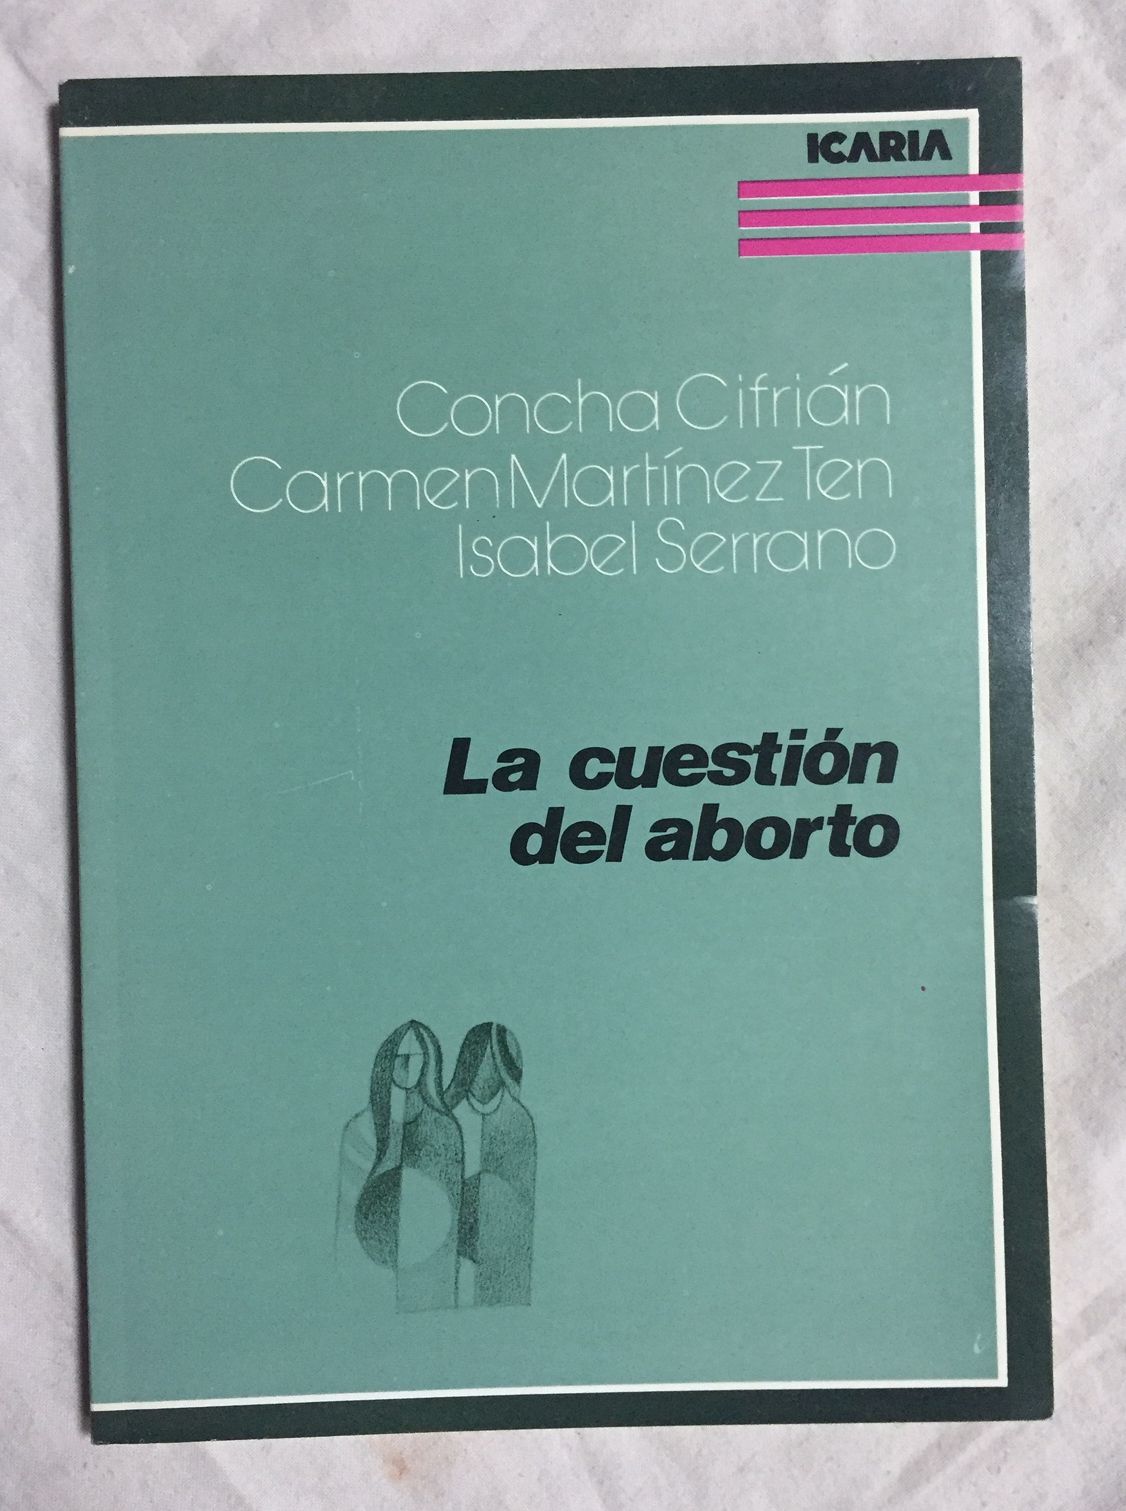 ICARIA
Concha Cifrián
Carmen Martínez Ten
Isabel Serrano
La cuestión
del aborto